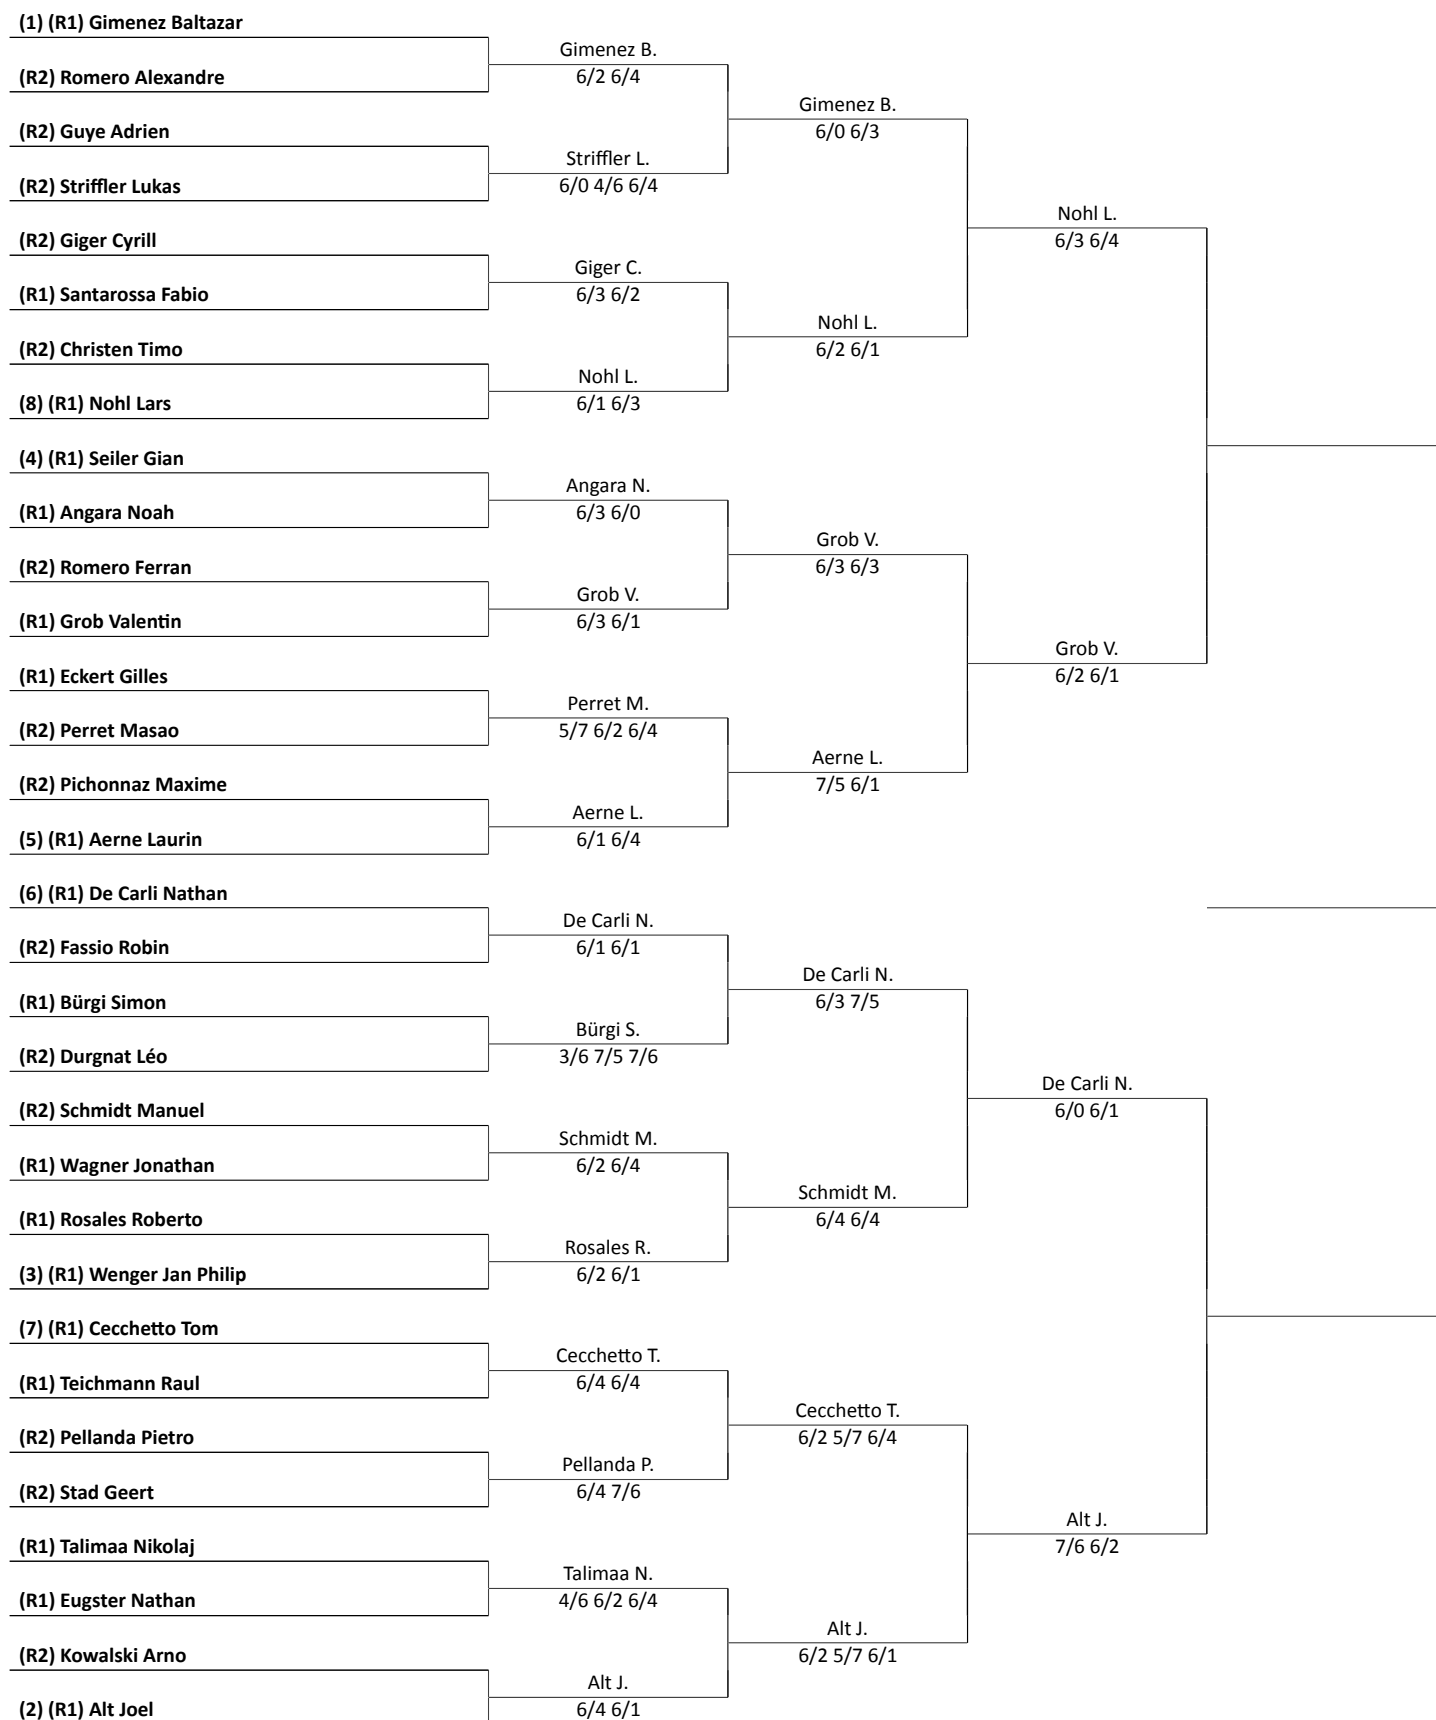 (1) (R1) Gimenez Baltazar
Gimenez B.
(R2) Romero Alexandre
6/2 6/4
Gimenez B.
(R2) Guye Adrien
6/0 6/3
Striffler L.
(R2) Striffler Lukas
6/0 4/6 6/4
Nohl L.
(R2) Giger Cyrill
6/3 6/4
Giger C.
(R1) Santarossa Fabio
6/3 6/2
Nohl L.
(R2) Christen Timo
6/2 6/1
Nohl L.
(8) (R1) Nohl Lars
6/1 6/3
(4) (R1) Seiler Gian
Angara N.
(R1) Angara Noah
6/3 6/0
Grob V.
(R2) Romero Ferran
6/3 6/3
Grob V.
(R1) Grob Valentin
6/3 6/1
Grob V.
(R1) Eckert Gilles
6/2 6/1
Perret M.
(R2) Perret Masao
5/7 6/2 6/4
Aerne L.
(R2) Pichonnaz Maxime
7/5 6/1
Aerne L.
(5) (R1) Aerne Laurin
6/1 6/4
(6) (R1) De Carli Nathan
De Carli N.
(R2) Fassio Robin
6/1 6/1
De Carli N.
(R1) Bürgi Simon
6/3 7/5
Bürgi S.
(R2) Durgnat Léo
3/6 7/5 7/6
De Carli N.
(R2) Schmidt Manuel
6/0 6/1
Schmidt M.
(R1) Wagner Jonathan
6/2 6/4
Schmidt M.
(R1) Rosales Roberto
6/4 6/4
Rosales R.
(3) (R1) Wenger Jan Philip
6/2 6/1
(7) (R1) Cecchetto Tom
Cecchetto T.
(R1) Teichmann Raul
6/4 6/4
Cecchetto T.
(R2) Pellanda Pietro
6/2 5/7 6/4
Pellanda P.
(R2) Stad Geert
6/4 7/6
Alt J.
(R1) Talimaa Nikolaj
7/6 6/2
Talimaa N.
(R1) Eugster Nathan
4/6 6/2 6/4
Alt J.
(R2) Kowalski Arno
6/2 5/7 6/1
Alt J.
(2) (R1) Alt Joel
6/4 6/1